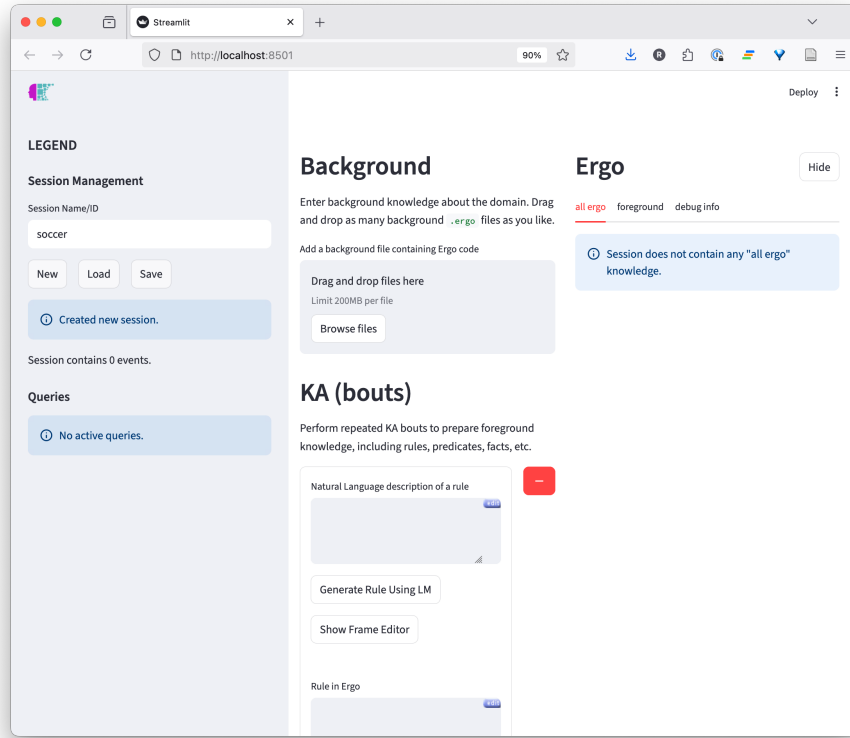 Streamlit
http://localhost:8501
90%
Deploy
LEGEND
Session Management
Session Name/ID
soccer
New
Load
Save
Created new session.
Session contains 0 events.
Queries
No active queries.
Background
Enter background knowledge about the domain. Drag
and drop as many background .ergo files as you like.
Add a background file containing Ergo code
Drag and drop files here
Limit 200MB per file
Browse files
KA (bouts)
Perform repeated KA bouts to prepare foreground
knowledge, including rules, predicates, facts, etc.
Natural Language description of a rule
edit
Generate Rule Using LM
Show Frame Editor
Rule in Ergo
edit
Ergo
Hide
all ergo
foreground
debug info
Session does not contain any "all ergo"
knowledge.